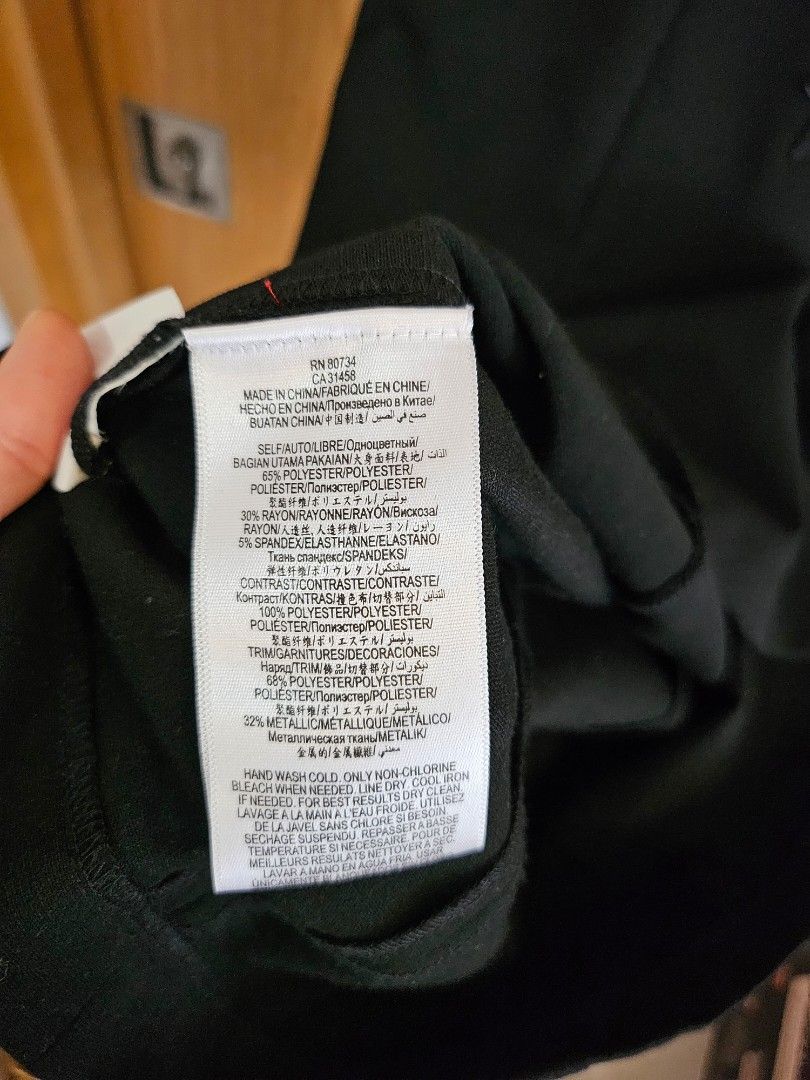 RN 80734
CA 31458
MADE IN CHINA/FABRIQUÉ EN CHINE/
HECHO EN CHINA/Произведено в Китае/
BUATAN CHINA/中国制造/ صنع في الصين
SELF/AUTO/LIBRE/Одноцветный/
BAGIAN UTAMA PAKAIAN/大身面料/表地/ الذات
65% POLYESTER/POLYESTER/
POLIÉSTER/Полиэстер/POLIESTER/
聚酯纤维/ポリエステル/بوليستر
30% RAYON/RAYONNE/RAYÓN/Вискоза/
RAYON/人造丝, 人造纤维/レーヨン/ رايون
5% SPANDEX/ELASTHANNE/ELASTANO/
Ткань спандекс/SPANDEKS/
弹性纤维/ポリウレタン/سباندكس
CONTRAST/CONTRASTE/CONTRASTE/
Контраст/KONTRAS/撞色布/切替部分/ التباين
100% POLYESTER/POLYESTER/
POLIÉSTER/Полиэстер/POLIESTER/
聚酯纤维/ポリエステル/ بوليستر
TRIM/GARNITURES/DECORACIONES/
Наряд/TRIM/飾品/切替部分/ ديكورات
68% POLYESTER/POLYESTER/
POLIÉSTER/Полиэстер/POLIESTER/
聚酯纤维/ポリエステル/ بوليستر
32% METALLIC/MÉTALLIQUE/METÁLICO/
Металлическая ткань/METALIK/
金属的/金属繊維/ معدني
HAND WASH COLD. ONLY NON-CHLORINE
BLEACH WHEN NEEDED. LINE DRY. COOL IRON
IF NEEDED. FOR BEST RESULTS DRY CLEAN.
LAVAGE A LA MAIN A L'EAU FROIDE. UTILISEZ
DE LA JAVEL SANS CHLORE SI BESOIN
SECHAGE SUSPENDU. REPASSER A BASSE
TEMPERATURE SI NECESSAIRE. POUR DE
MEILLEURS RESULATS NETTOYER A SEC.
LAVAR A MANO EN AGUA FRIA. USAR
ÚNICAMENTE BLANQ